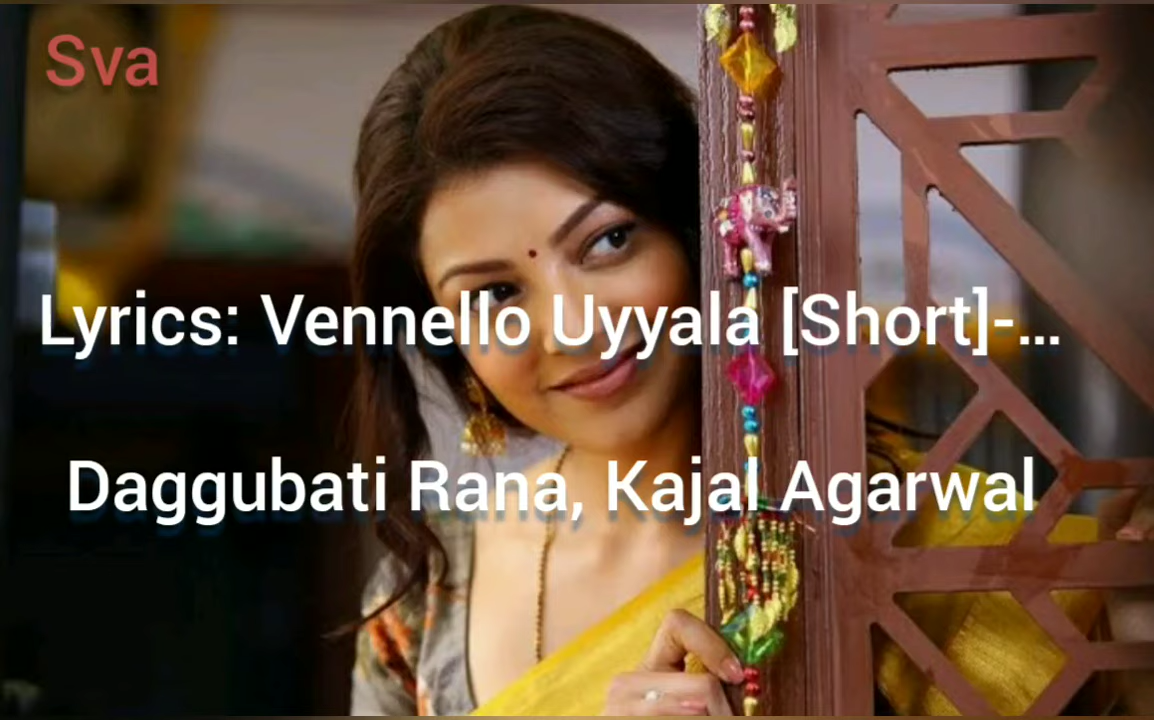 Sva
Lyrics: Vennello Uyyala [Short]-...
Daggubati Rana, Kajal Agarwal